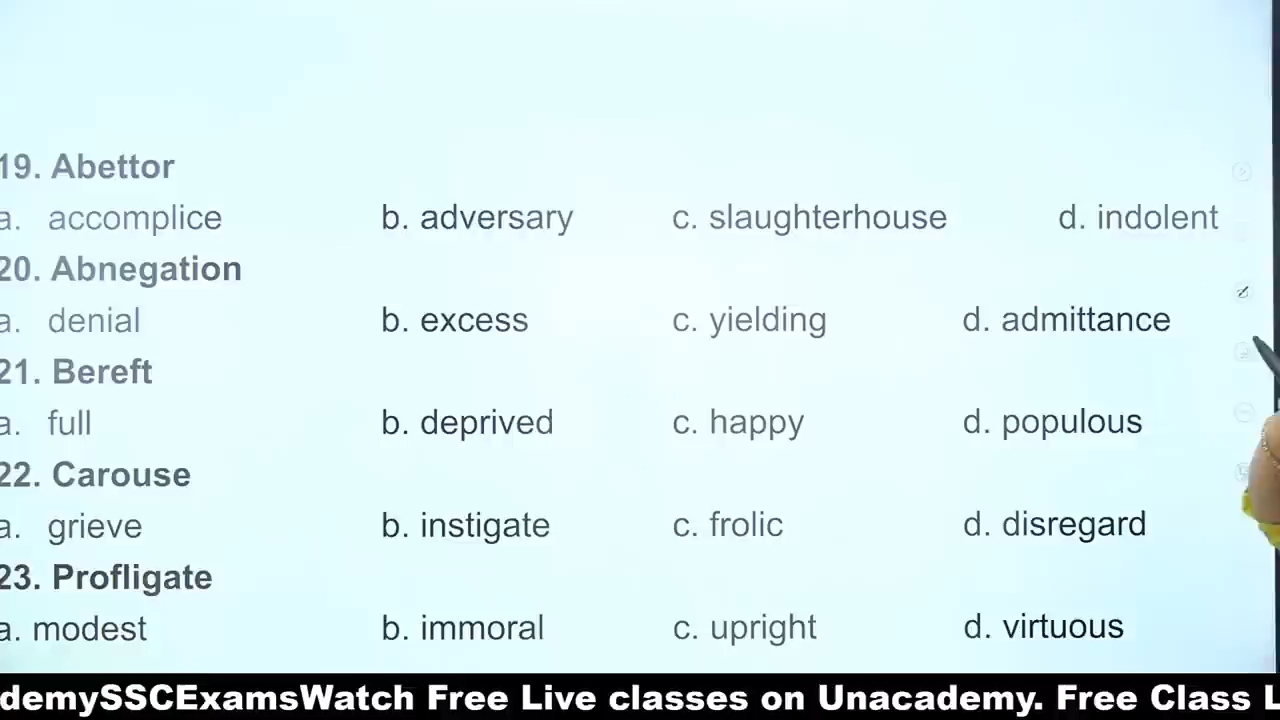 19. Abettor
a. accomplice b. adversary c. slaughterhouse d. indolent
20. Abnegation
a. denial b. excess c. yielding d. admittance
21. Bereft
a. full b. deprived c. happy d. populous
22. Carouse
a. grieve b. instigate c. frolic d. disregard
23. Profligate
a. modest b. immoral c. upright d. virtuous
demySSCExamsWatch Free Live classes on Unacademy. Free Class L